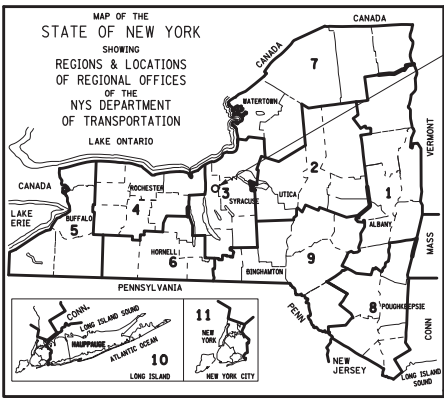 MAP OF THE
STATE OF NEW YORK
SHOWING
REGIONS & LOCATIONS
OF REGIONAL OFFICES
OF THE
NYS DEPARTMENT
OF TRANSPORTATION
CANADA
CANADA
7
WATERTOWN
LAKE ONTARIO
VERMONT
2
CANADA
ROCHESTER
3
SYRACUSE
UTICA
1
4
LAKE
ERIE
BUFFALO
5
ALBANY
MASS
HORNELL
6
9
BINGHAMTON
PENNSYLVANIA
PENN
8
POUGHKEEPSIE
CONN
NEW
JERSEY
LONG ISLAND
SOUND
CONN.
LONG ISLAND SOUND
HAUPPAUGE
ATLANTIC OCEAN
10
LONG ISLAND
11
NEW
YORK
NEW YORK CITY